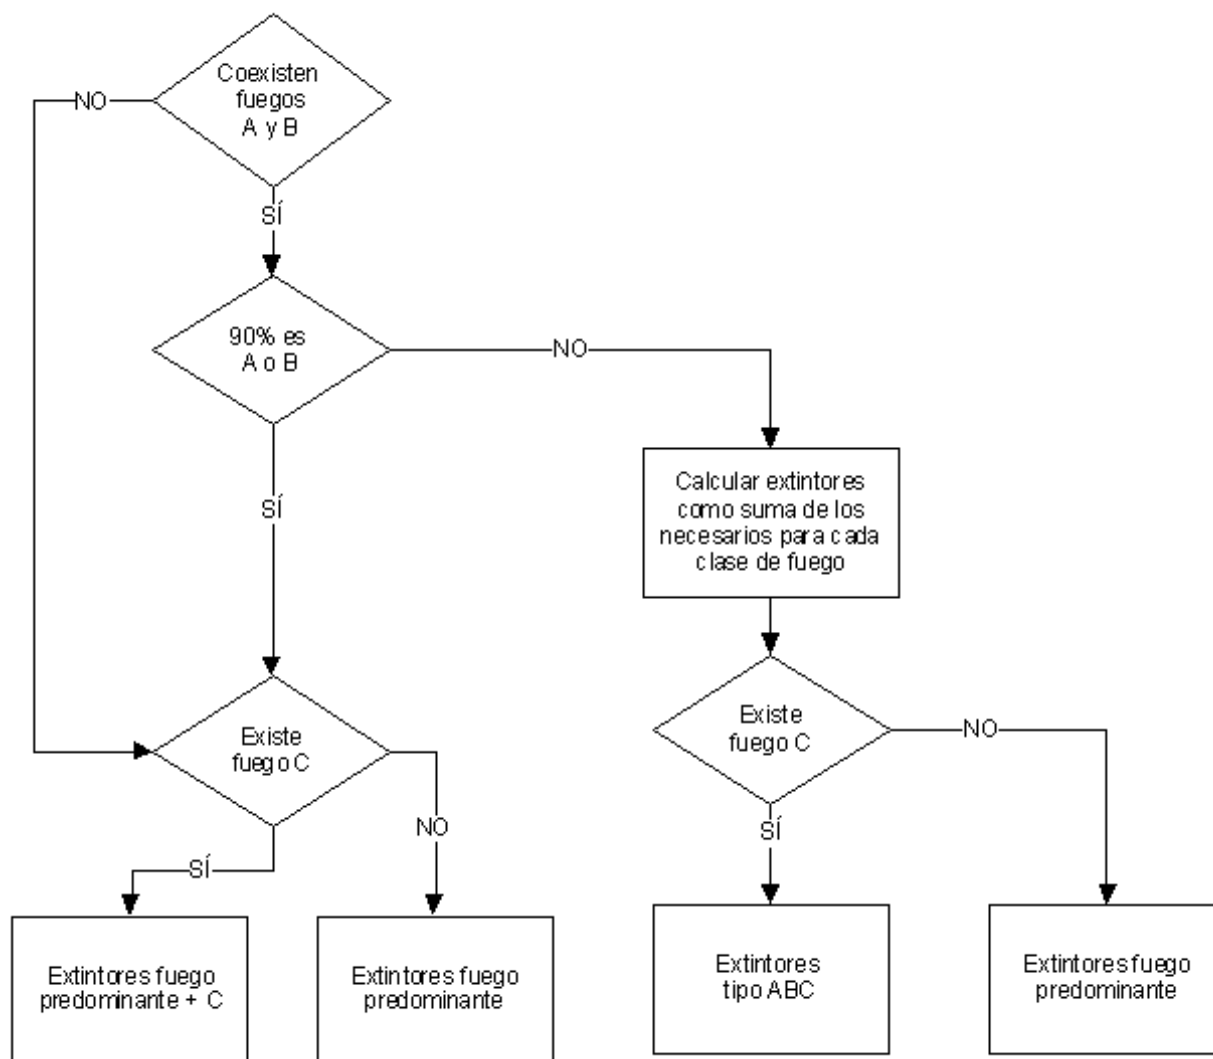 Coexisten
fuegos
A y B
NO
SÍ
90% es
A o B
NO
SÍ
Calcular extintores
como suma de los
necesarios para cada
clase de fuego
Existe
fuego C
NO
SÍ
Existe
fuego C
NO
SÍ
Extintores fuego
predominante + C
Extintores fuego
predominante
Extintores
tipo ABC
Extintores fuego
predominante